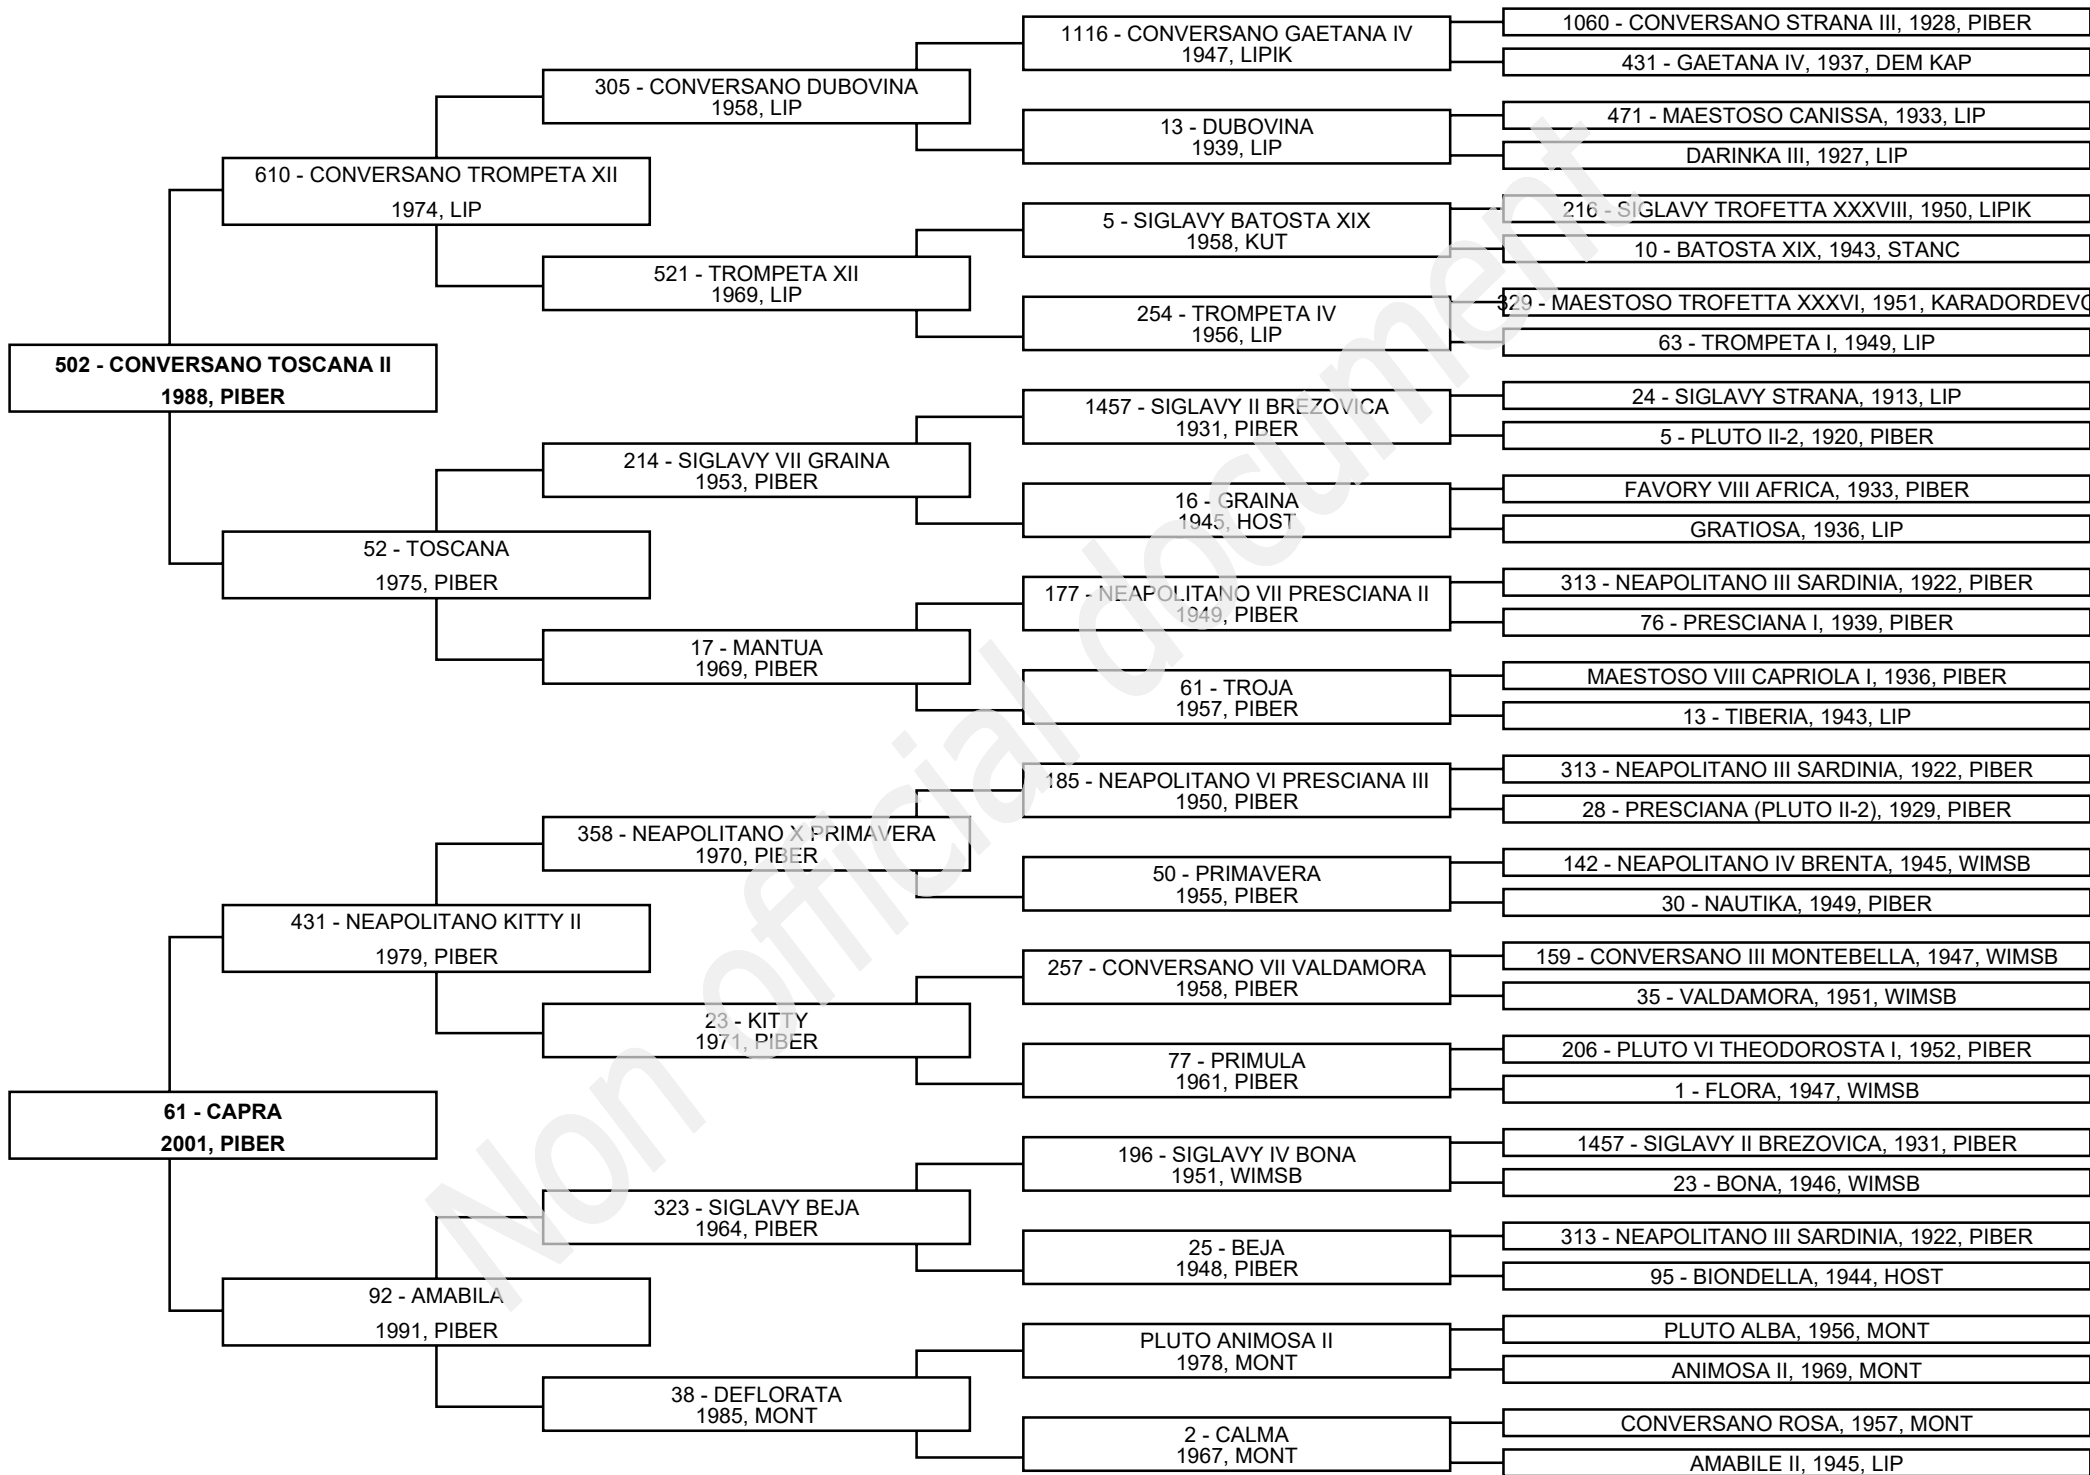 502 - CONVERSANO TOSCANA II
1988, PIBER
61 - CAPRA
2001, PIBER
610 - CONVERSANO TROMPETA XII
1974, LIP
52 - TOSCANA
1975, PIBER
431 - NEAPOLITANO KITTY II
1979, PIBER
92 - AMABILA
1991, PIBER
305 - CONVERSANO DUBOVINA
1958, LIP
521 - TROMPETA XII
1969, LIP
214 - SIGLAVY VII GRAINA
1953, PIBER
17 - MANTUA
1969, PIBER
358 - NEAPOLITANO X PRIMAVERA
1970, PIBER
23 - KITTY
1971, PIBER
323 - SIGLAVY BEJA
1964, PIBER
38 - DEFLORATA
1985, MONT
1116 - CONVERSANO GAETANA IV
1947, LIPIK
13 - DUBOVINA
1939, LIP
5 - SIGLAVY BATOSTA XIX
1958, KUT
254 - TROMPETA IV
1956, LIP
1457 - SIGLAVY II BREZOVICA
1931, PIBER
16 - GRAINA
1945, HOST
177 - NEAPOLITANO VII PRESCIANA II
1949, PIBER
61 - TROJA
1957, PIBER
185 - NEAPOLITANO VI PRESCIANA III
1950, PIBER
50 - PRIMAVERA
1955, PIBER
257 - CONVERSANO VII VALDAMORA
1958, PIBER
77 - PRIMULA
1961, PIBER
196 - SIGLAVY IV BONA
1951, WIMSB
25 - BEJA
1948, PIBER
PLUTO ANIMOSA II
1978, MONT
2 - CALMA
1967, MONT
1060 - CONVERSANO STRANA III, 1928, PIBER
431 - GAETANA IV, 1937, DEM KAP
471 - MAESTOSO CANISSA, 1933, LIP
DARINKA III, 1927, LIP
216 - SIGLAVY TROFETTA XXXVIII, 1950, LIPIK
10 - BATOSTA XIX, 1943, STANC
329 - MAESTOSO TROFETTA XXXVI, 1951, KARADORDEVO
63 - TROMPETA I, 1949, LIP
24 - SIGLAVY STRANA, 1913, LIP
5 - PLUTO II-2, 1920, PIBER
FAVORY VIII AFRICA, 1933, PIBER
GRATIOSA, 1936, LIP
313 - NEAPOLITANO III SARDINIA, 1922, PIBER
76 - PRESCIANA I, 1939, PIBER
MAESTOSO VIII CAPRIOLA I, 1936, PIBER
13 - TIBERIA, 1943, LIP
313 - NEAPOLITANO III SARDINIA, 1922, PIBER
28 - PRESCIANA (PLUTO II-2), 1929, PIBER
142 - NEAPOLITANO IV BRENTA, 1945, WIMSB
30 - NAUTIKA, 1949, PIBER
159 - CONVERSANO III MONTEBELLA, 1947, WIMSB
35 - VALDAMORA, 1951, WIMSB
206 - PLUTO VI THEODOROSTA I, 1952, PIBER
1 - FLORA, 1947, WIMSB
1457 - SIGLAVY II BREZOVICA, 1931, PIBER
23 - BONA, 1946, WIMSB
313 - NEAPOLITANO III SARDINIA, 1922, PIBER
95 - BIONDELLA, 1944, HOST
PLUTO ALBA, 1956, MONT
ANIMOSA II, 1969, MONT
CONVERSANO ROSA, 1957, MONT
AMABILE II, 1945, LIP
Non official document